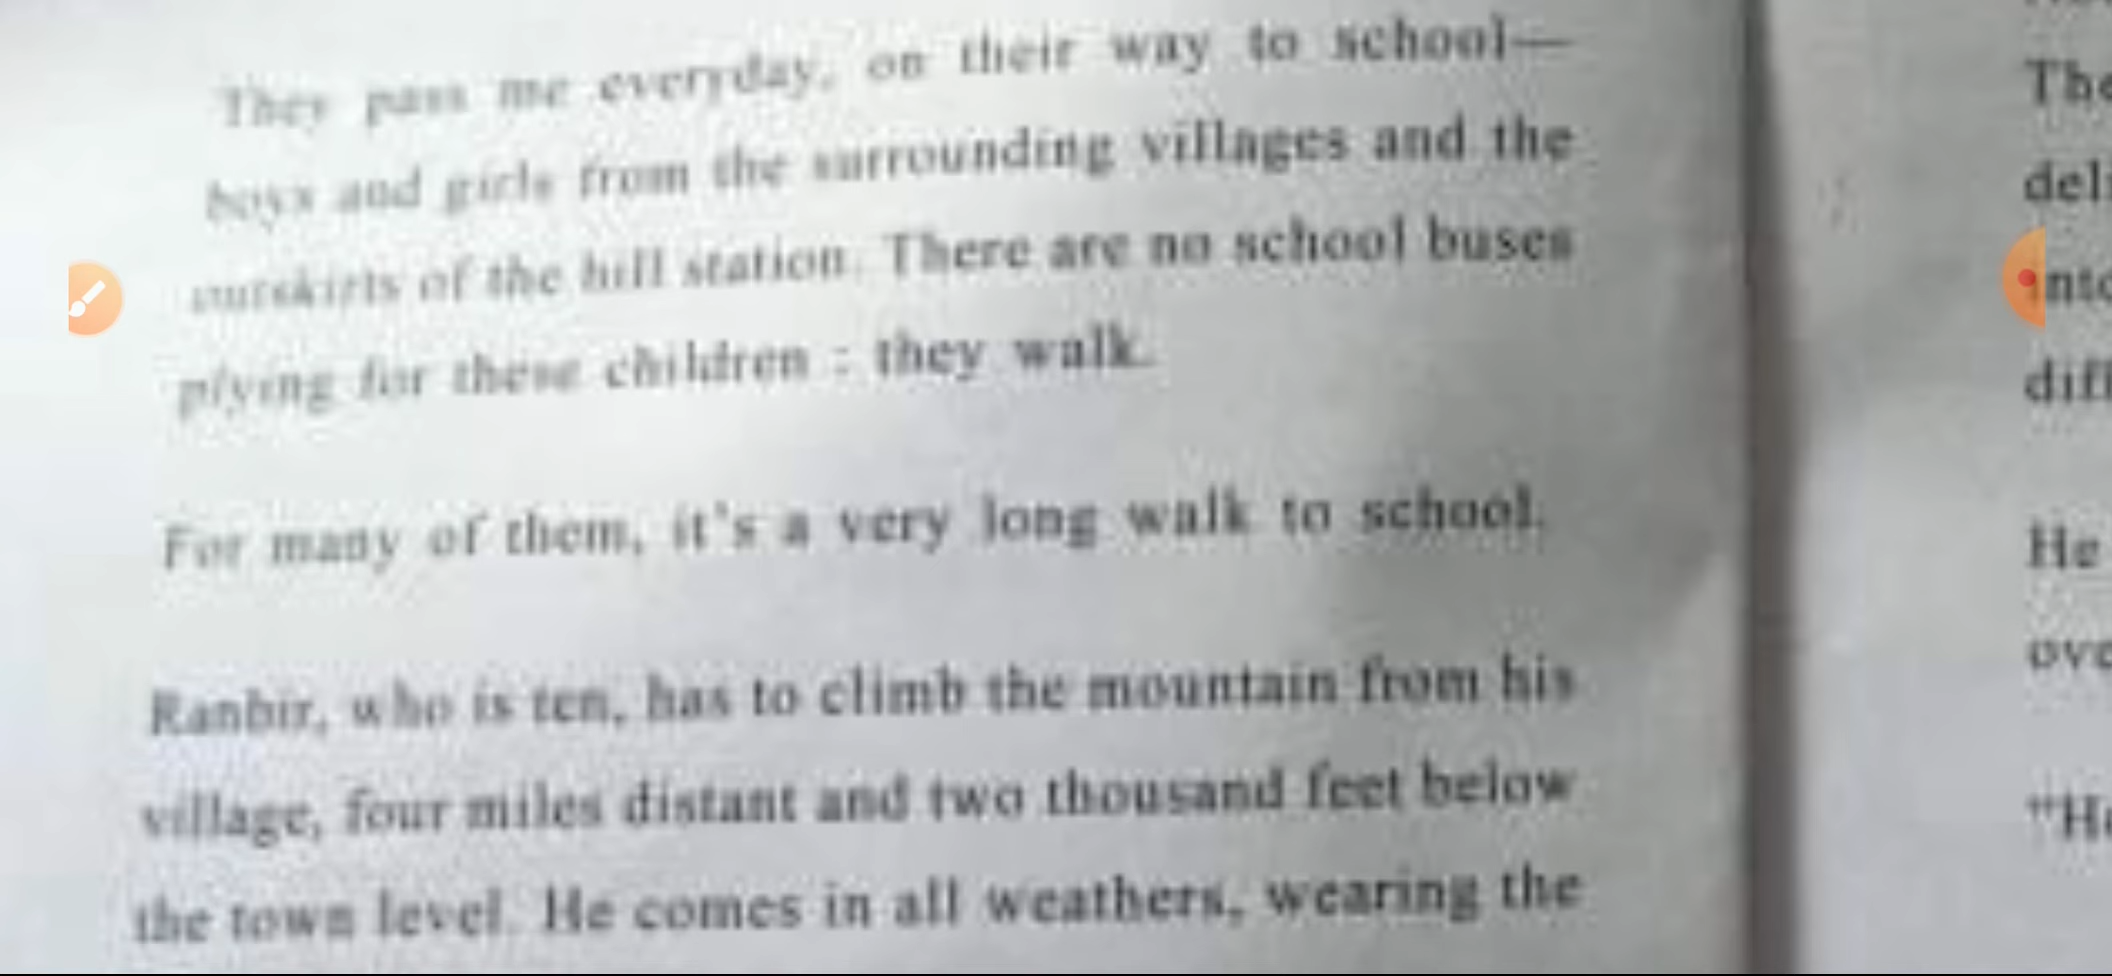 They pass me everyday, on their way to school—
boys and girls from the surrounding villages and the
outskirts of the hill station. There are no school buses
plying for these children : they walk.
For many of them, it's a very long walk to school.
Ranbir, who is ten, has to climb the mountain from his
village, four miles distant and two thousand feet below
the town level. He comes in all weathers, wearing the
He
"He